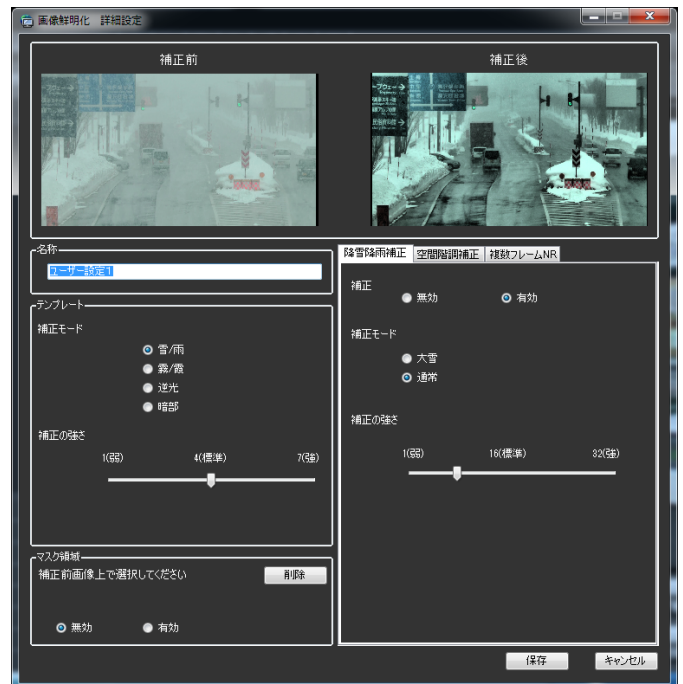 画像鮮明化　詳細設定
補正前
補正後
名称
ユーザー設定1
テンプレート
補正モード
雪/雨
霧/霞
逆光
暗部
補正の強さ
1(弱) 4(標準) 7(強)
マスク領域
補正前画像上で選択してください
削除
無効 有効
降雪降雨補正 空間階調補正 複数フレームNR
補正
無効 有効
補正モード
大雪
通常
補正の強さ
1(弱) 16(標準) 32(強)
保存 キャンセル